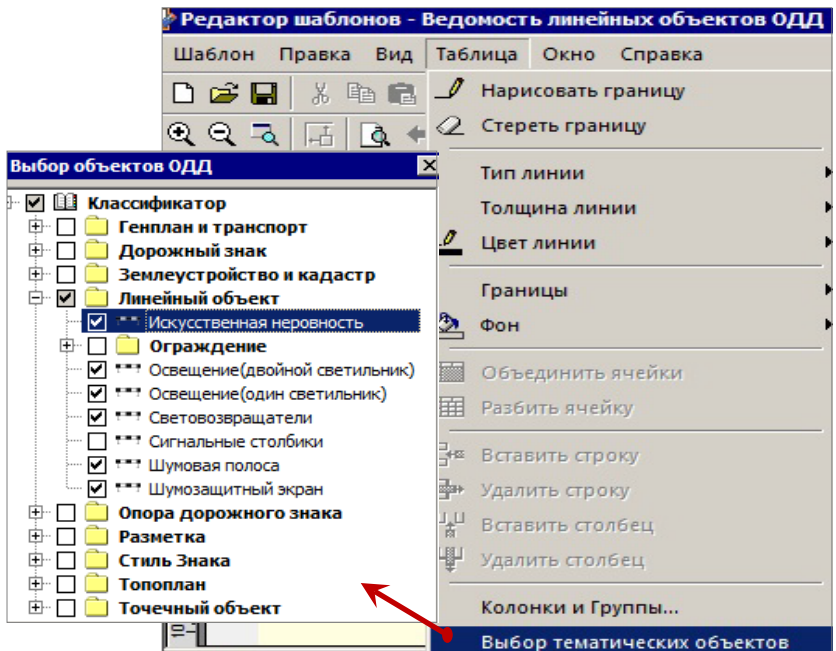 Редактор шаблонов - Ведомость линейных объектов ОДД
Шаблон Правка Вид Таблица Окно Справка
Нарисовать границу
Стереть границу
Тип линии
Толщина линии
Цвет линии
Границы
Фон
Объединить ячейки
Разбить ячейку
Вставить строку
Удалить строку
Вставить столбец
Удалить столбец
Колонки и Группы...
Выбор тематических объектов
Выбор объектов ОДД
Классификатор
Генплан и транспорт
Дорожный знак
Землеустройство и кадастр
Линейный объект
Искусственная неровность
Ограждение
Освещение(двойной светильник)
Освещение(один светильник)
Световозвращатели
Сигнальные столбики
Шумовая полоса
Шумозащитный экран
Опора дорожного знака
Разметка
Стиль Знака
Топоплан
Точечный объект